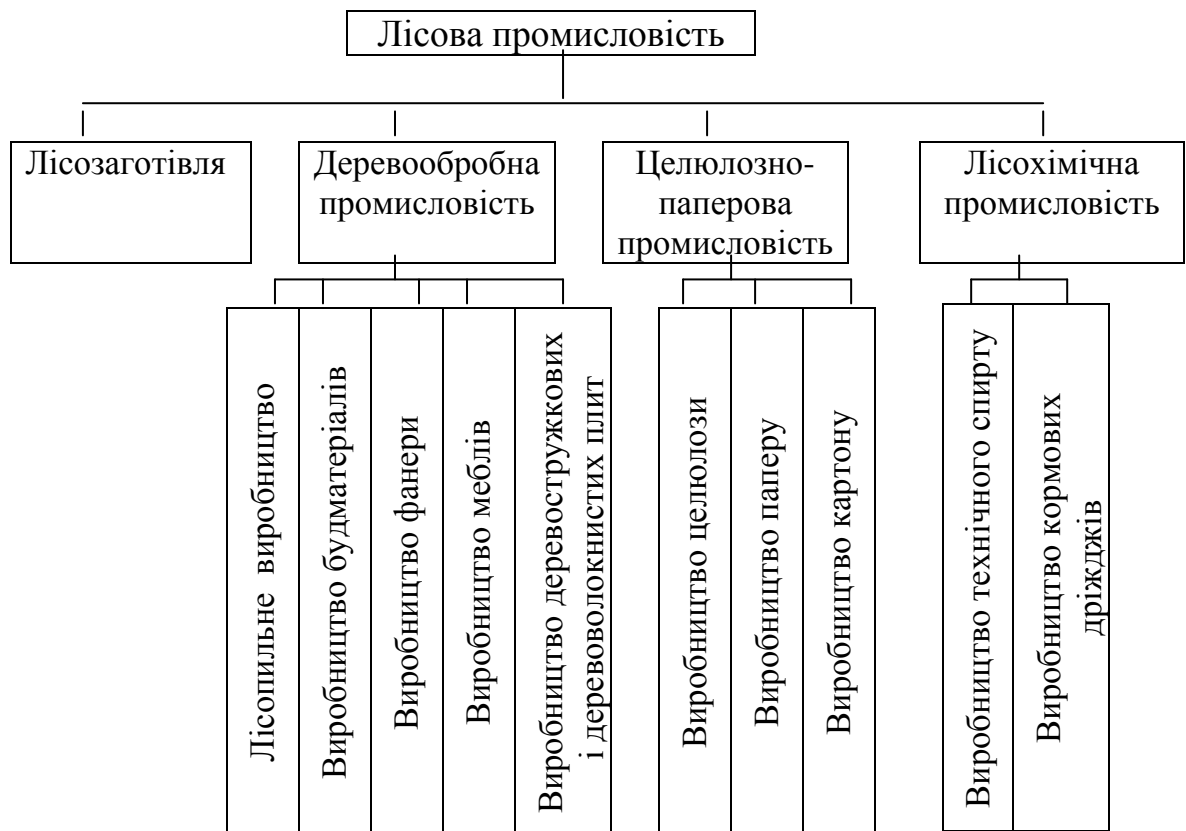 Лісова промисловість
Лісозаготівля
Деревообробна
промисловість
Целюлозно-
паперова
промисловість
Лісохімічна
промисловість
Лісопильне виробництво
Виробництво будматеріалів
Виробництво фанери
Виробництво меблів
Виробництво деревостружкових
і деревоволокнистих плит
Виробництво целюлози
Виробництво паперу
Виробництво картону
Виробництво технічного спирту
Виробництво кормових
дріжджів